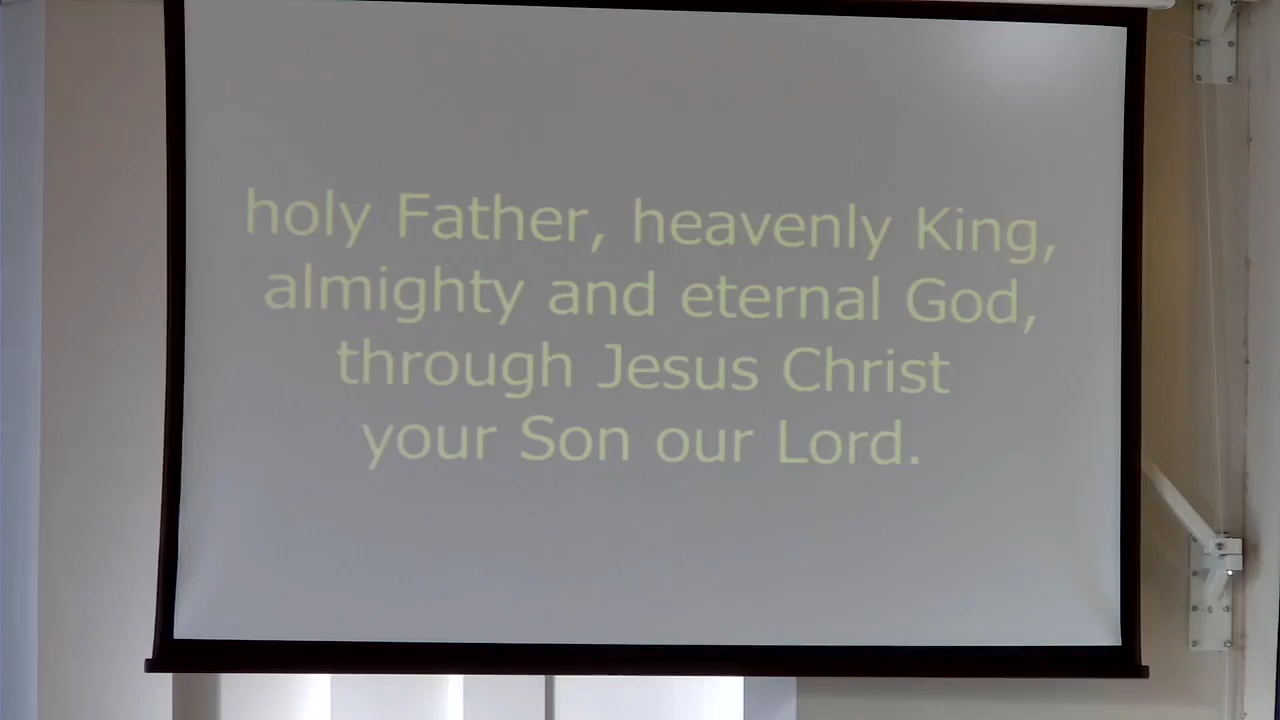 holy Father, heavenly King,
almighty and eternal God,
through Jesus Christ
your Son our Lord.